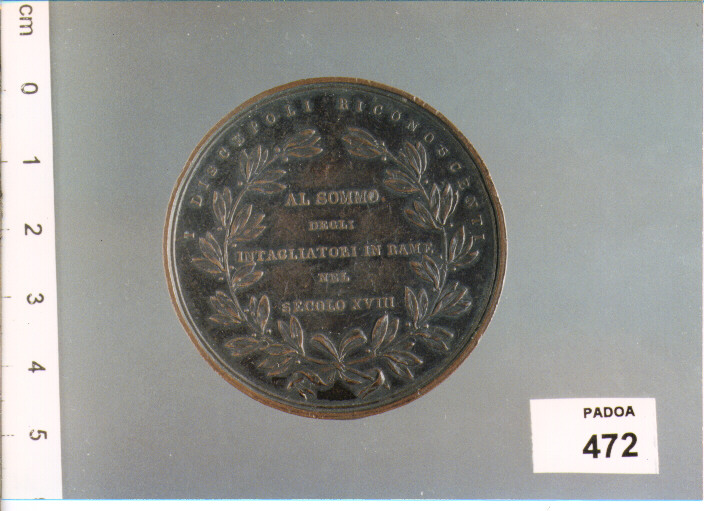 I DISCEPOLI RICONOSCENTI
AL SOMMO
DEGLI
INTAGLIATORI IN RAME
NEL
SECOLO XVIII
cm
0
1
2
3
4
5
PADOA
472